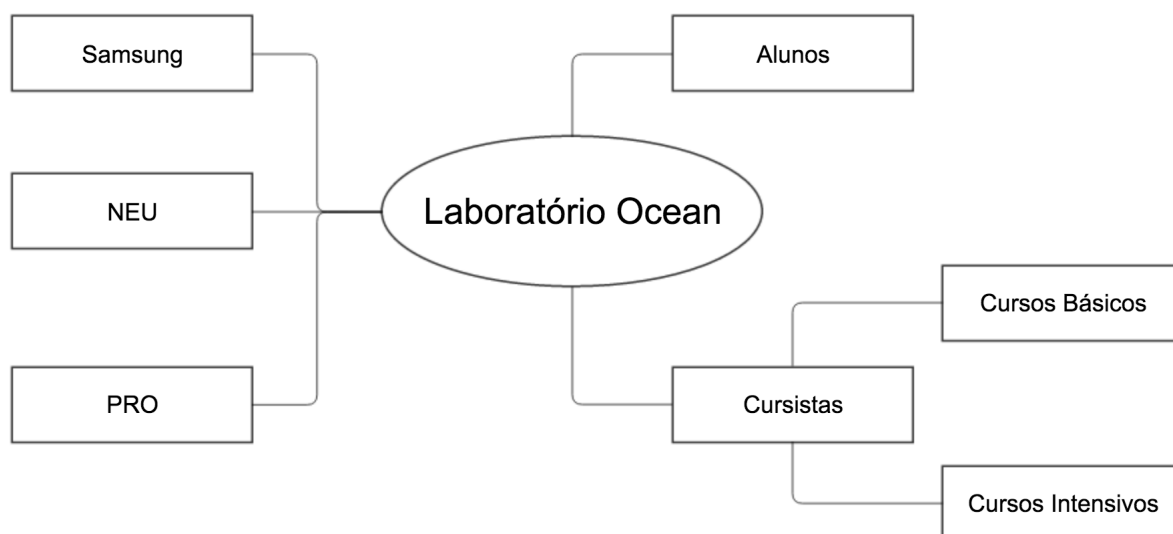 Samsung
Alunos
NEU
Laboratório Ocean
Cursos Básicos
PRO
Cursistas
Cursos Intensivos